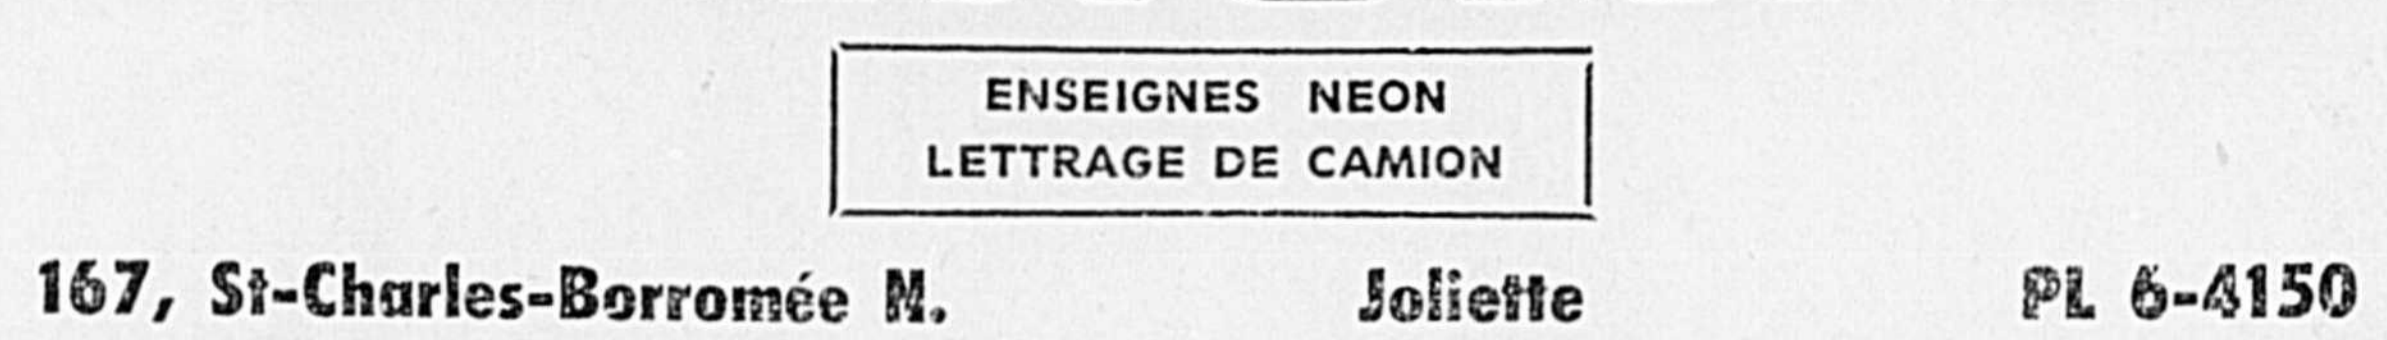 ENSEIGNES NEON
LETTRAGE DE CAMION
167, St-Charles-Borromée N. Joliette PL 6-4150